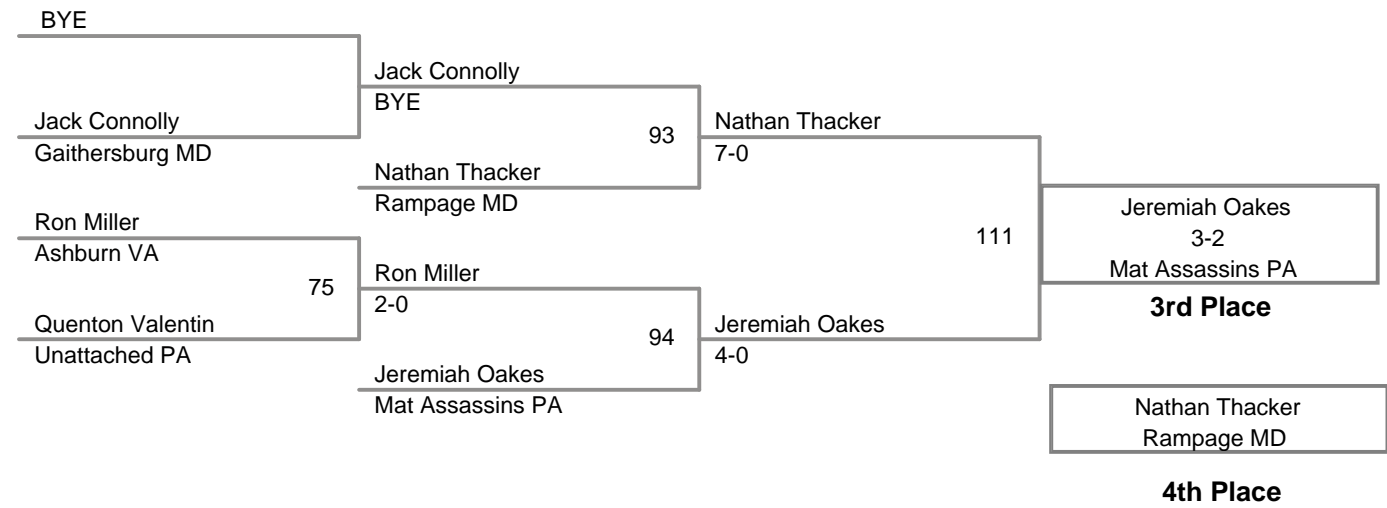 BYE
Jack Connolly
Gaithersburg MD
Ron Miller
Ashburn VA
75
Quenton Valentin
Unattached PA
Jack Connolly
BYE
93
Nathan Thacker
Rampage MD
Ron Miller
2-0
94
Jeremiah Oakes
Mat Assassins PA
Nathan Thacker
7-0
111
Jeremiah Oakes
4-0
Jeremiah Oakes
3-2
Mat Assassins PA
3rd Place
Nathan Thacker
Rampage MD
4th Place